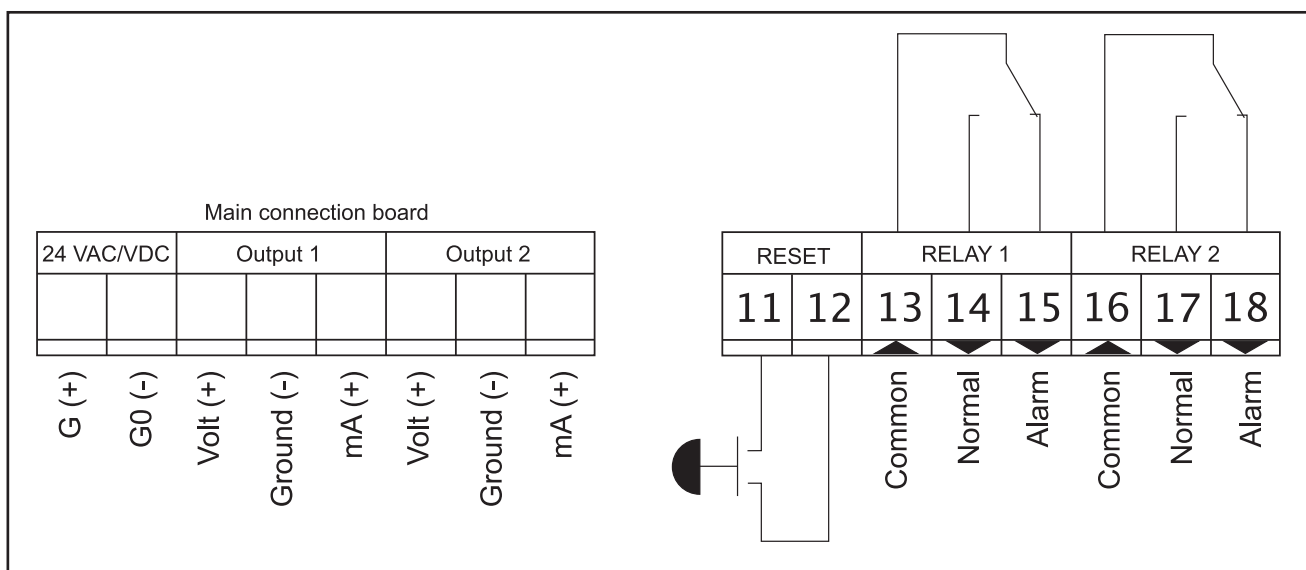 Main connection board
24 VAC/VDC Output 1 Output 2
G (+) G0 (-) Volt (+) Ground (-) mA (+) Volt (+) Ground (-) mA (+)
RESET RELAY 1 RELAY 2
11 12 13 14 15 16 17 18
Common Normal Alarm Common Normal Alarm